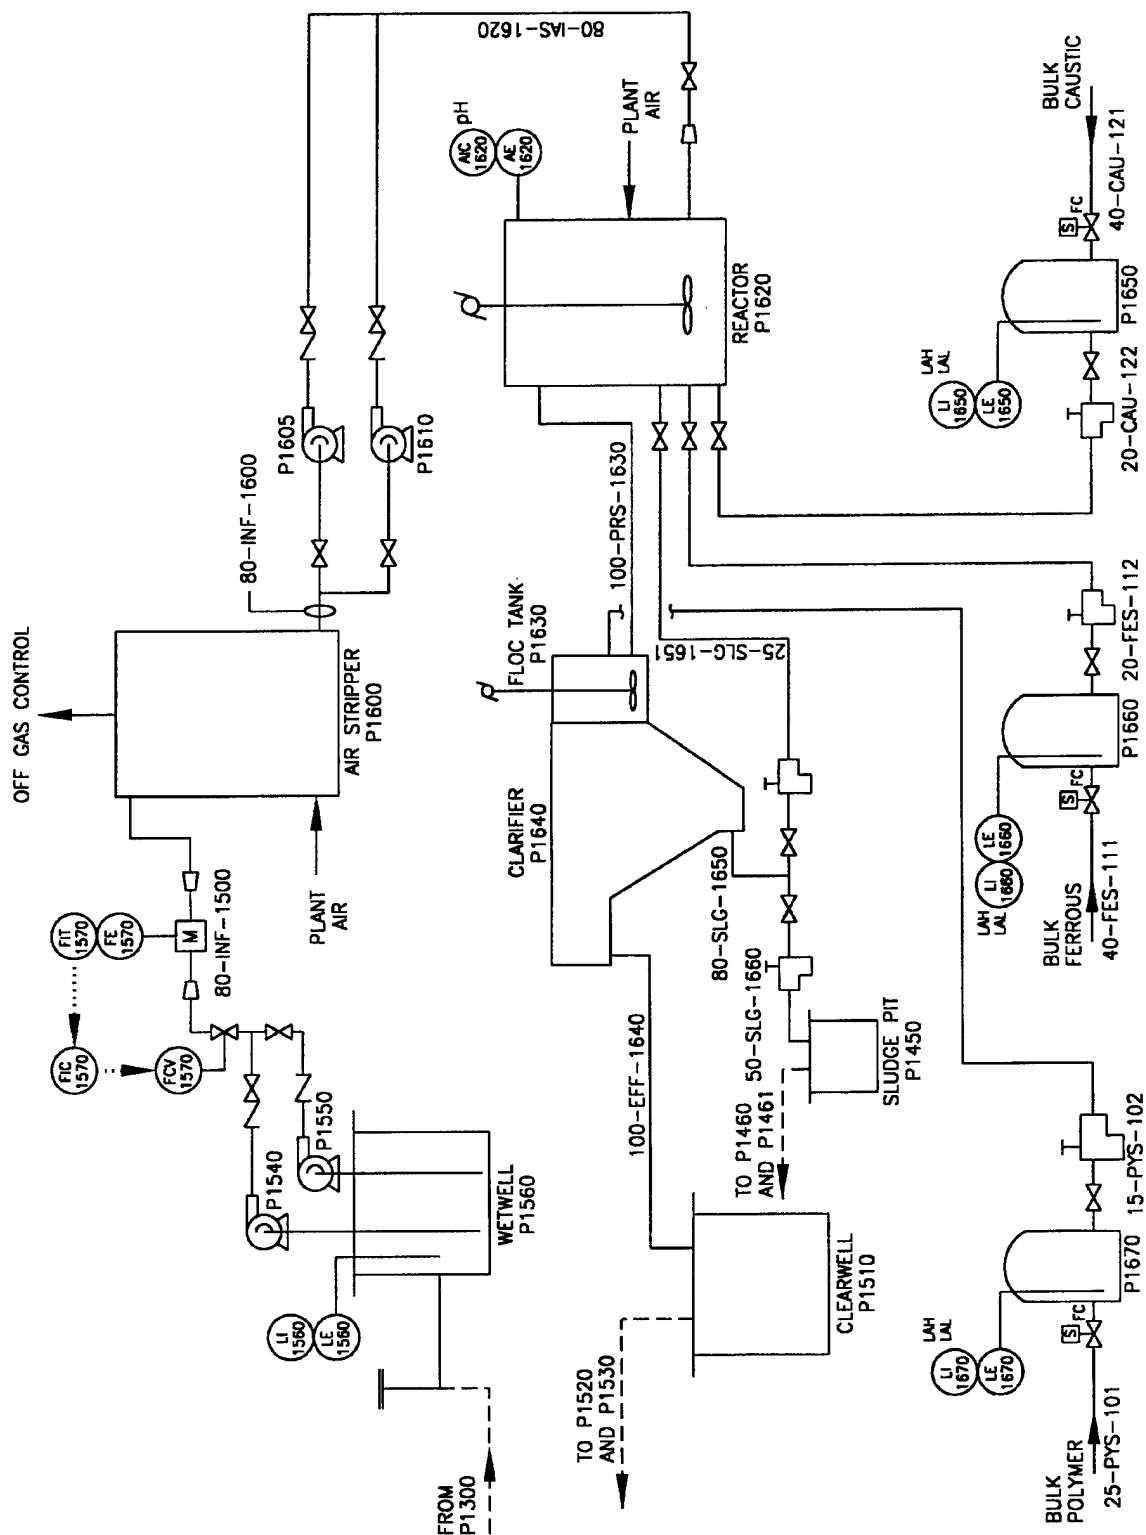 OFF GAS CONTROL
AIR STRIPPER
P1600
PLANT
AIR
80-INF-1600
P1605
P1610
80-IAS-1620
FIT
1570
FE
1570
M
80-INF-1500
FIC
1570
FCV
1570
P1540
P1550
WETWELL
P1560
LI
1560
LE
1560
FROM
P1300
AIC
1620
pH
AE
1620
PLANT
AIR
REACTOR
P1620
100-PRS-1630
FLOC TANK
P1630
CLARIFIER
P1640
25-SLG-1651
80-SLG-1650
50-SLG-1660
100-EFF-1640
SLUDGE PIT
P1450
TO P1460
AND P1461
CLEARWELL
P1510
TO P1520
AND P1530
BULK
CAUSTIC
40-CAU-121
S
FC
P1650
LAH
LAL
LI
1650
LE
1650
20-CAU-122
20-FES-112
P1660
LAH
LAL
LI
1660
LE
1660
S
FC
BULK
FERROUS
40-FES-111
15-PYS-102
P1670
LAH
LAL
LI
1670
LE
1670
S
FC
BULK
POLYMER
25-PYS-101